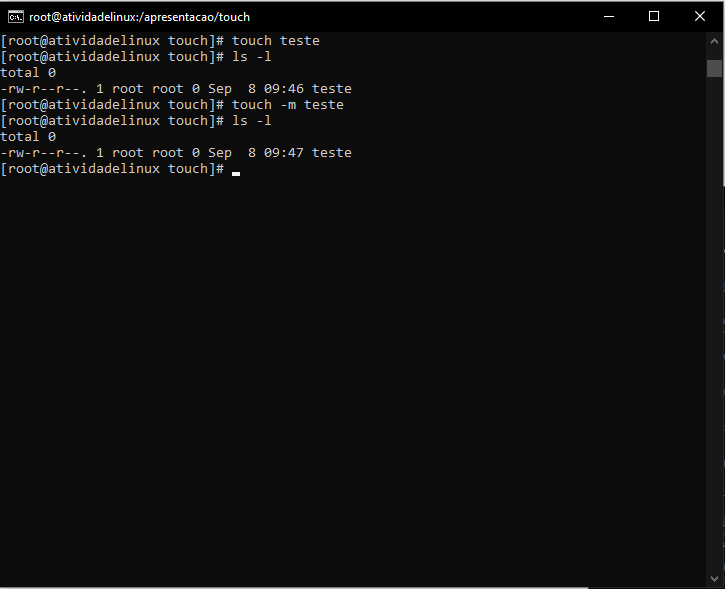 root@atividadelinux:/apresentacao/touch
[root@atividadelinux touch]# touch teste
[root@atividadelinux touch]# ls -l
total 0
-rw-r--r--. 1 root root 0 Sep  8 09:46 teste
[root@atividadelinux touch]# touch -m teste
[root@atividadelinux touch]# ls -l
total 0
-rw-r--r--. 1 root root 0 Sep  8 09:47 teste
[root@atividadelinux touch]#